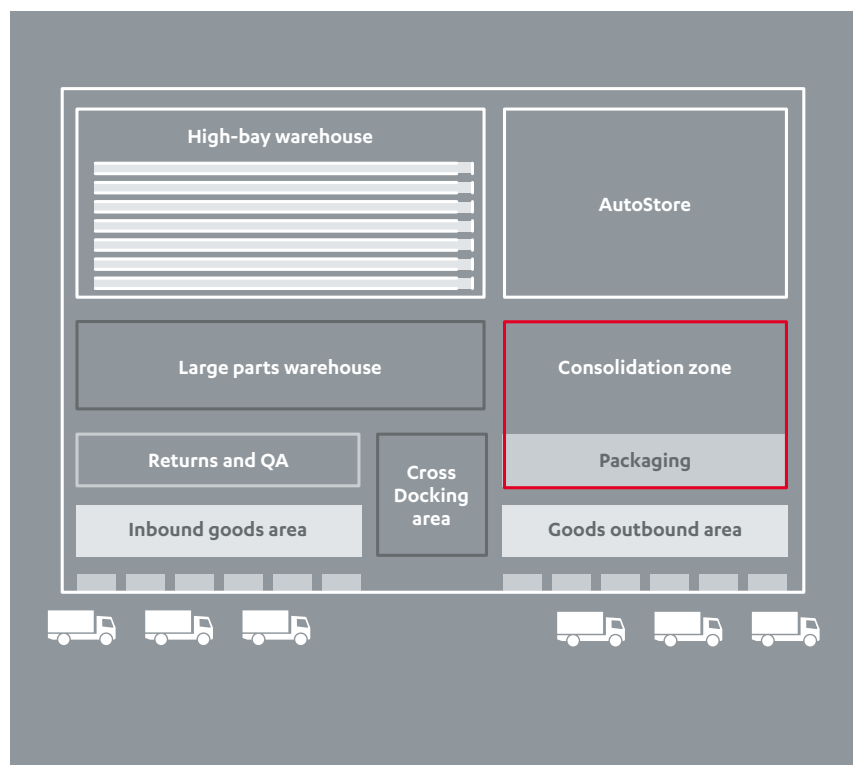 High-bay warehouse
AutoStore
Large parts warehouse
Consolidation zone
Returns and QA
Cross
Docking
area
Packaging
Inbound goods area
Goods outbound area